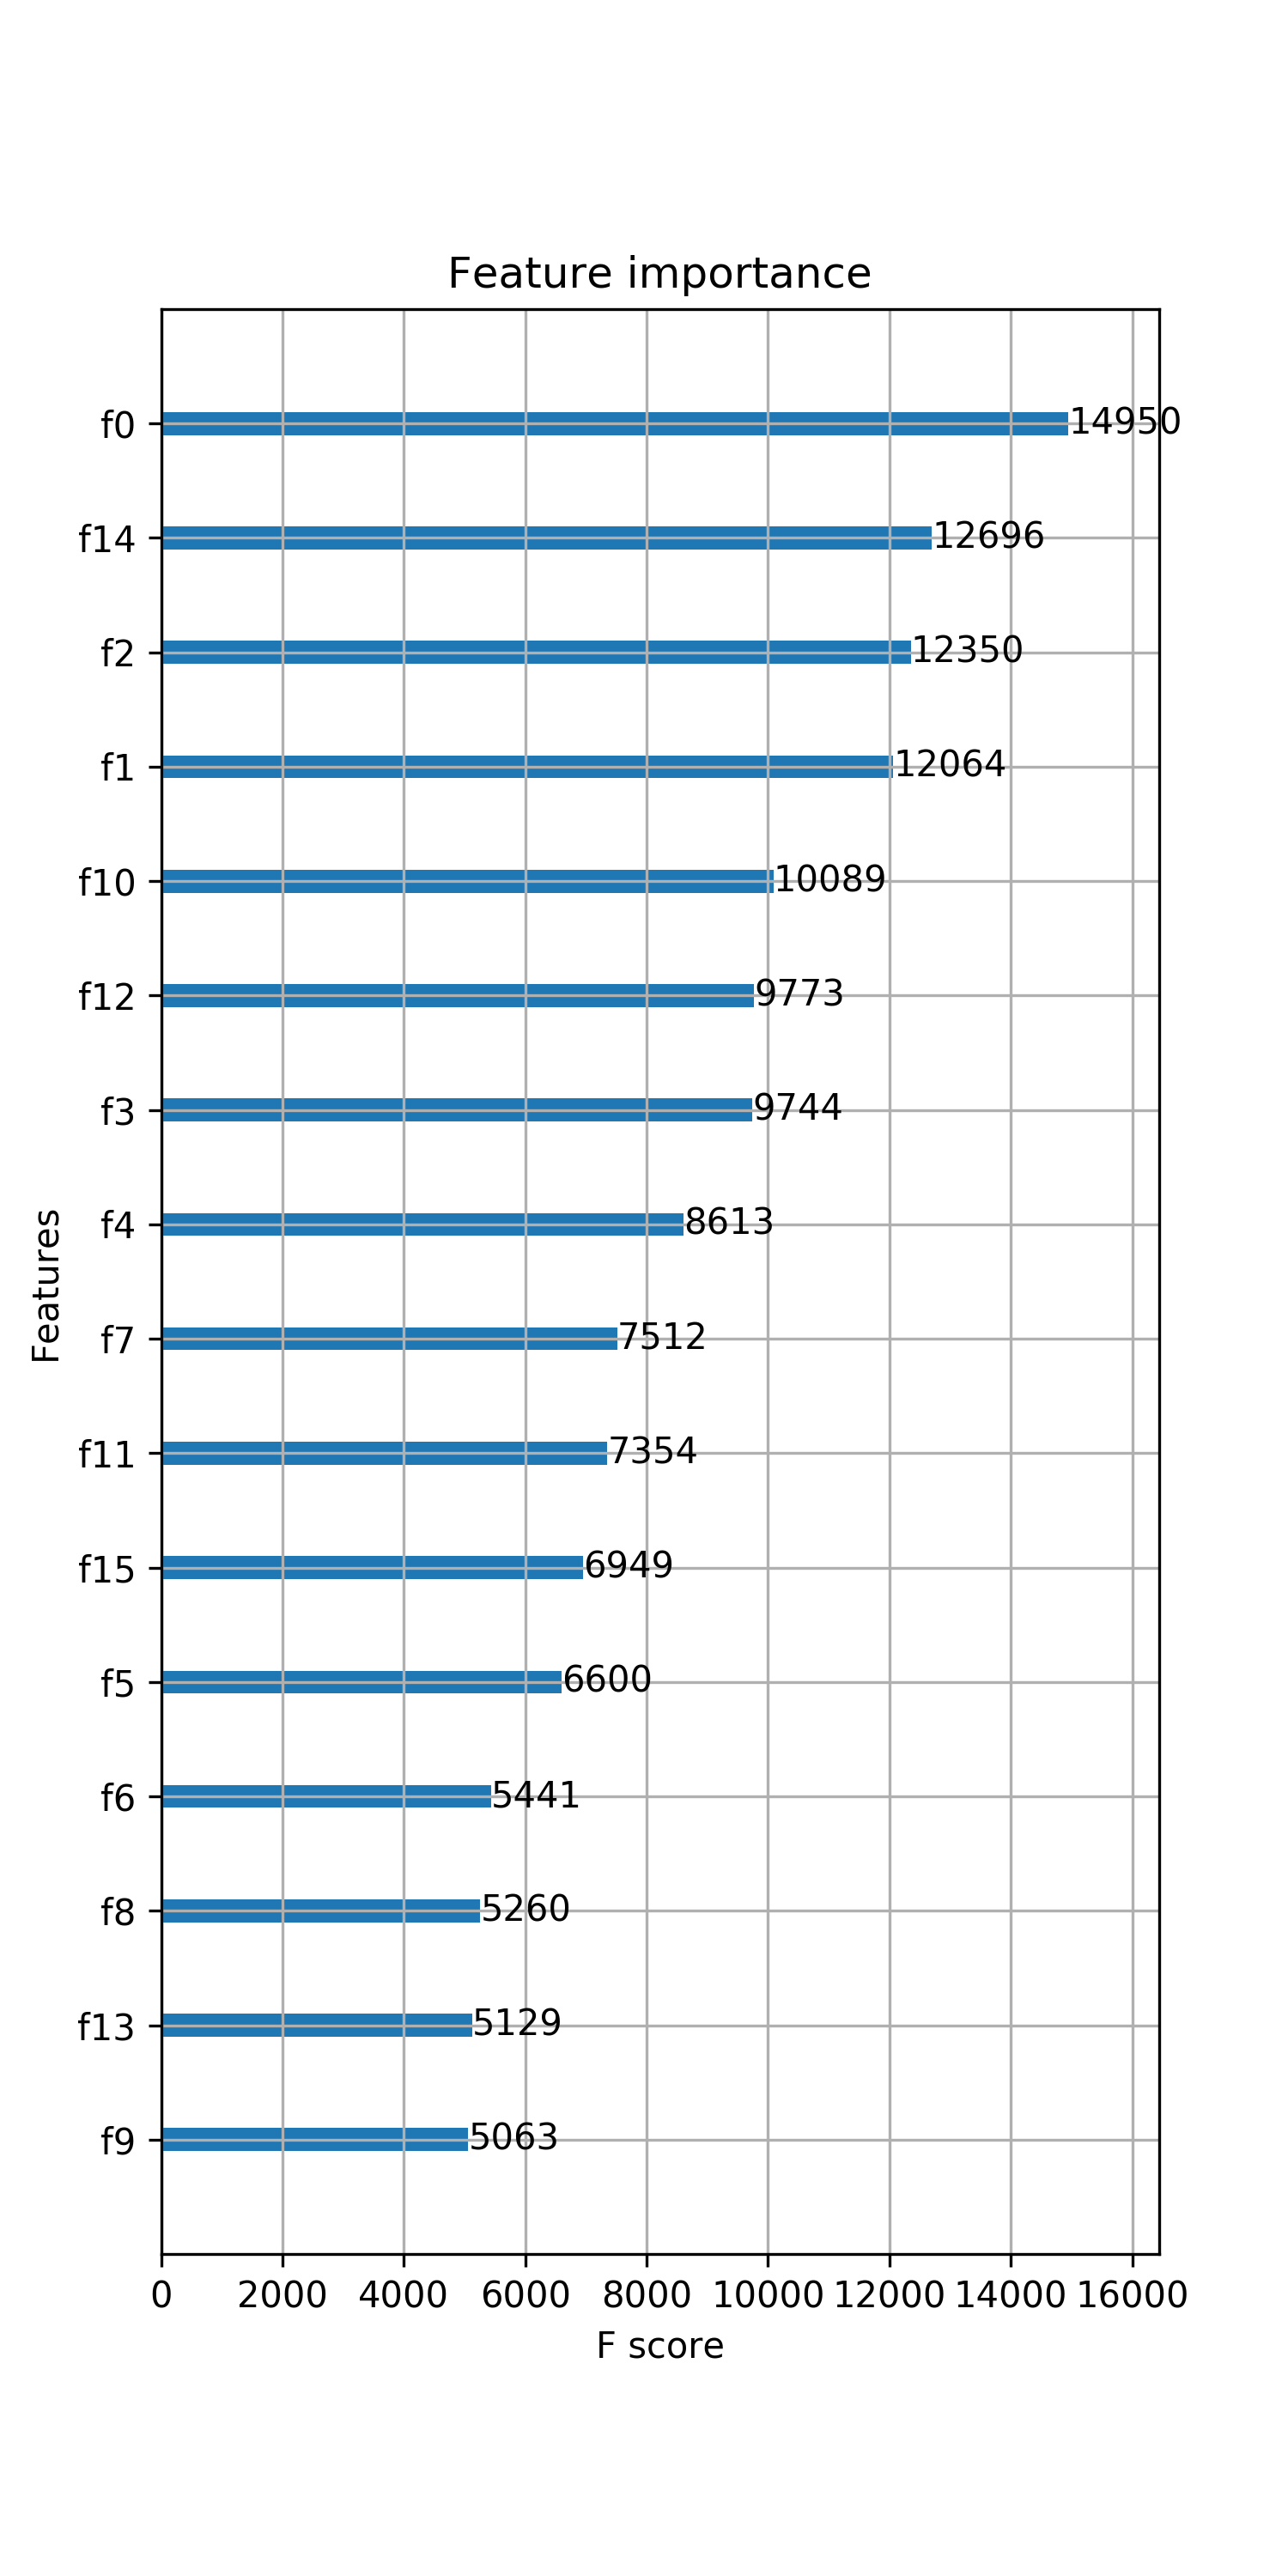 Feature importance
f0 14950
f14 12696
f2 12350
f1 12064
f10 10089
f12 9773
f3 9744
f4 8613
f7 7512
f11 7354
f15 6949
f5 6600
f6 5441
f8 5260
f13 5129
f9 5063
Features
0 2000 4000 6000 8000 10000 12000 14000 16000
F score